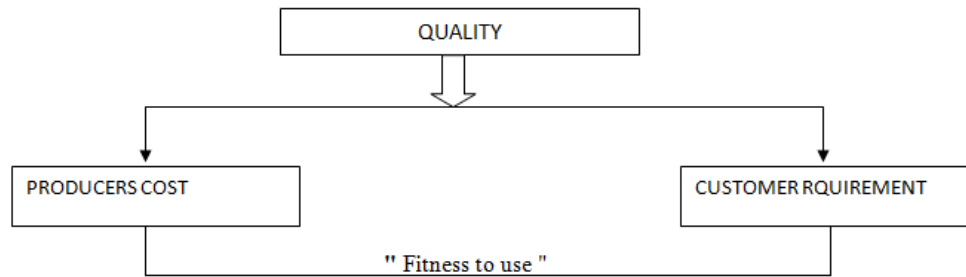 QUALITY
PRODUCERS COST
CUSTOMER RQUIREMENT
" Fitness to use "